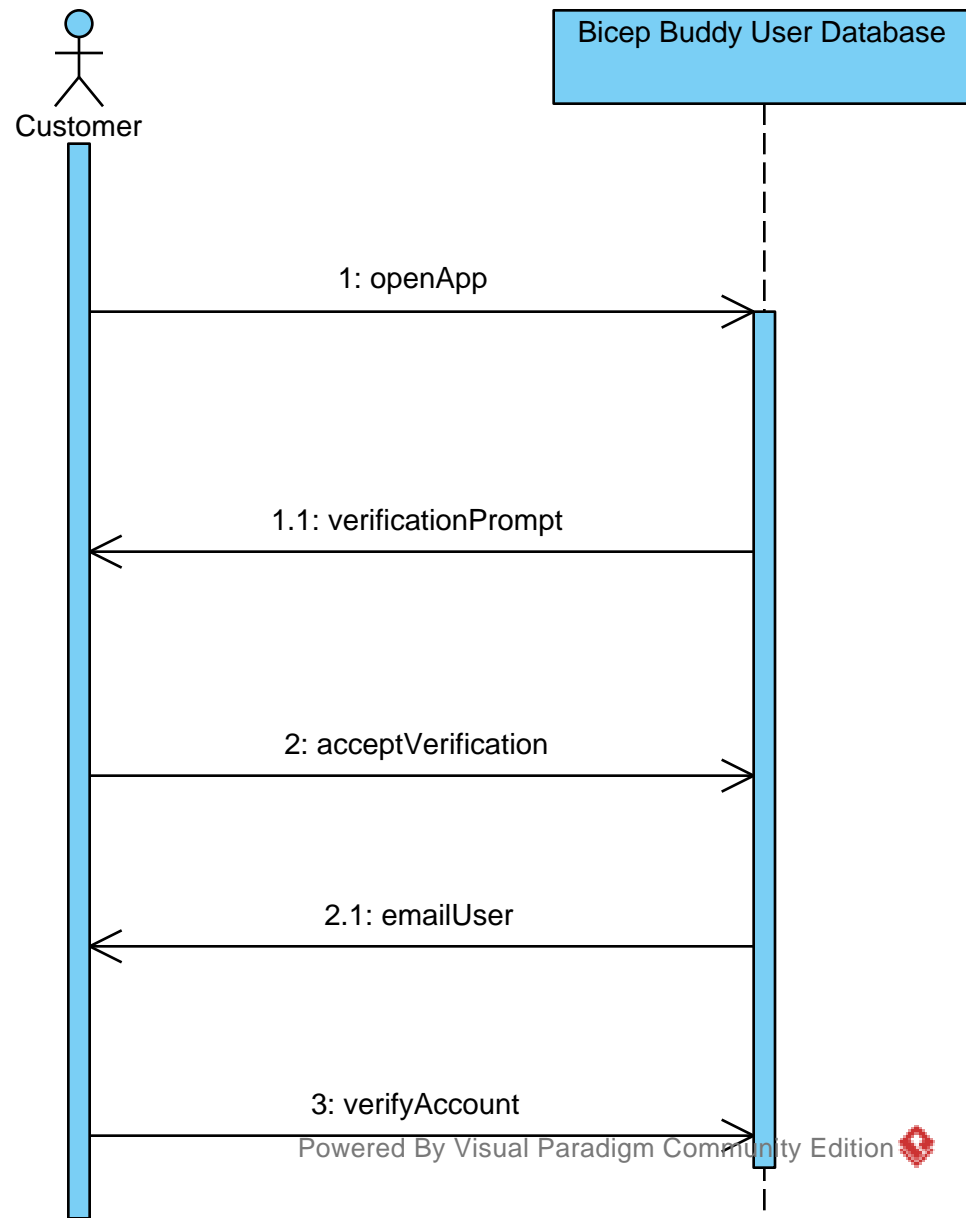 Bicep Buddy User Database
Customer
1: openApp
1.1: verificationPrompt
2: acceptVerification
2.1: emailUser
3: verifyAccount
Powered By Visual Paradigm Community Edition